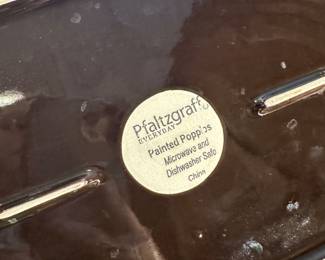 Pfaltzgraff
EVERYDAY
Painted Poppies
Microwave and
Dishwasher Safe
China